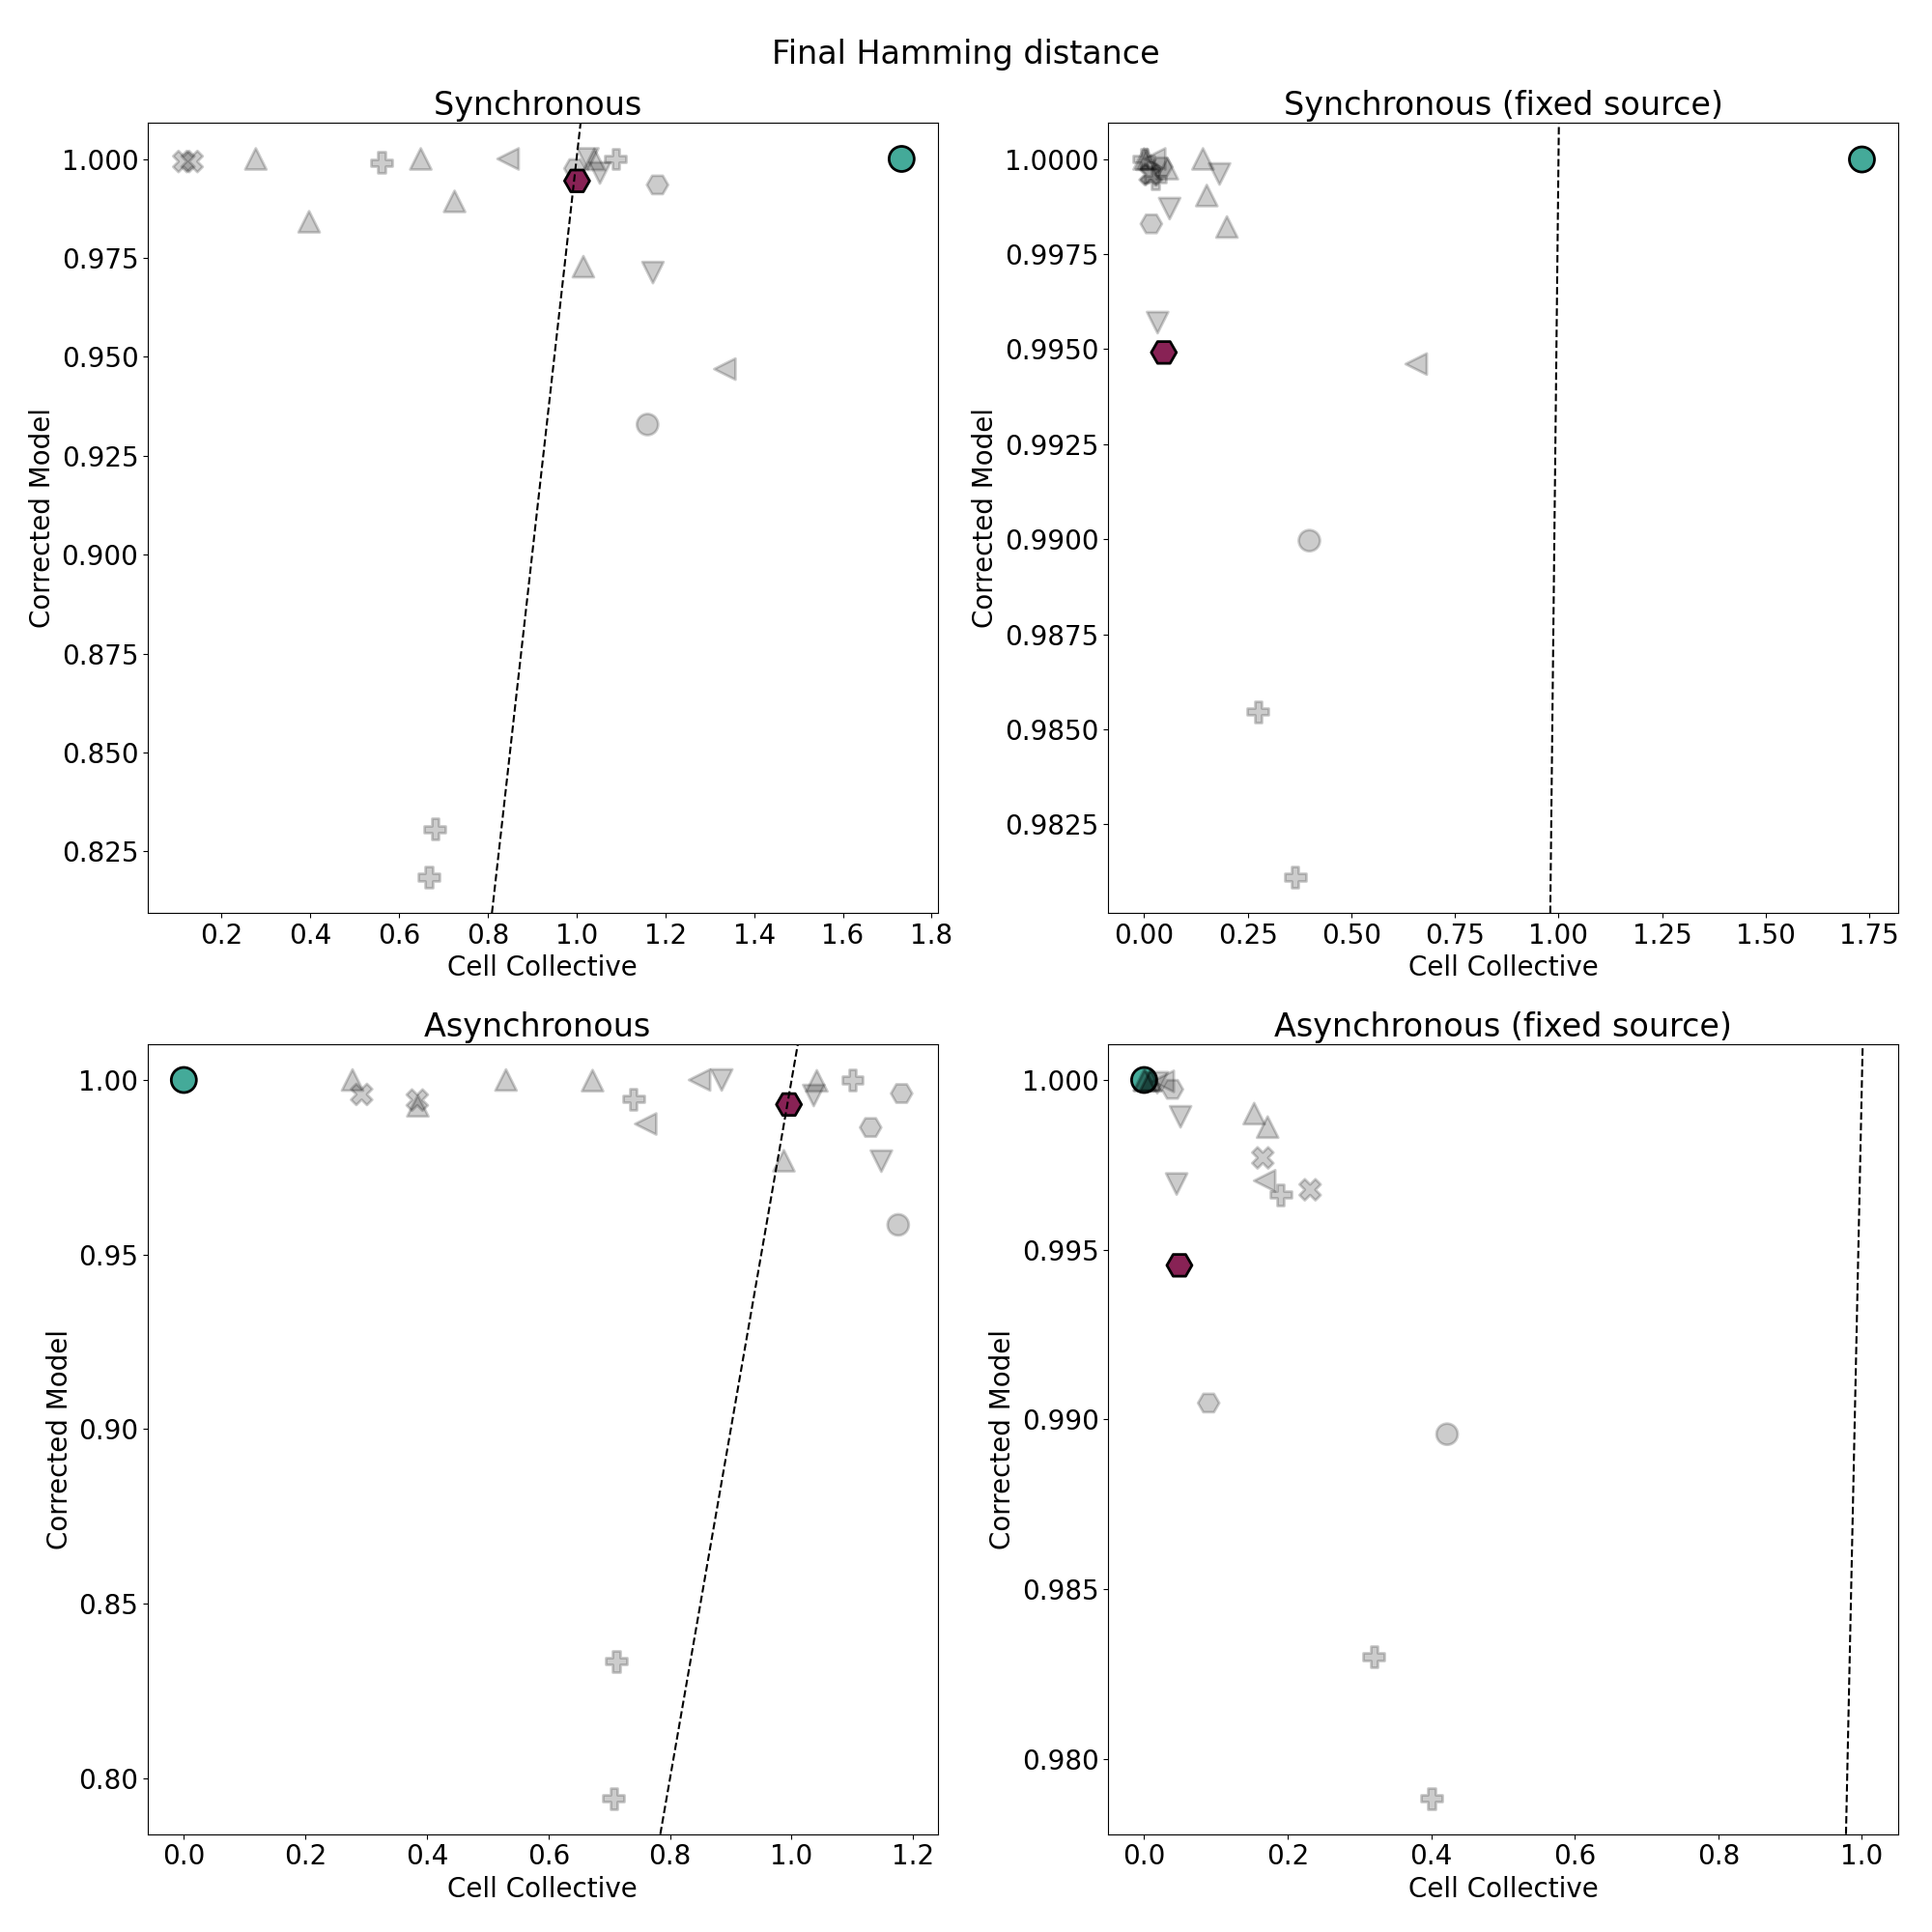 Final Hamming distance
Synchronous
Synchronous (fixed source)
Corrected Model
1.000
0.975
0.950
0.925
0.900
0.875
0.850
0.825
0.2 0.4 0.6 0.8 1.0 1.2 1.4 1.6 1.8
Cell Collective
Corrected Model
1.0000
0.9975
0.9950
0.9925
0.9900
0.9875
0.9850
0.9825
0.00 0.25 0.50 0.75 1.00 1.25 1.50 1.75
Cell Collective
Asynchronous
Asynchronous (fixed source)
Corrected Model
1.00
0.95
0.90
0.85
0.80
0.0 0.2 0.4 0.6 0.8 1.0 1.2
Cell Collective
Corrected Model
1.000
0.995
0.990
0.985
0.980
0.0 0.2 0.4 0.6 0.8 1.0
Cell Collective